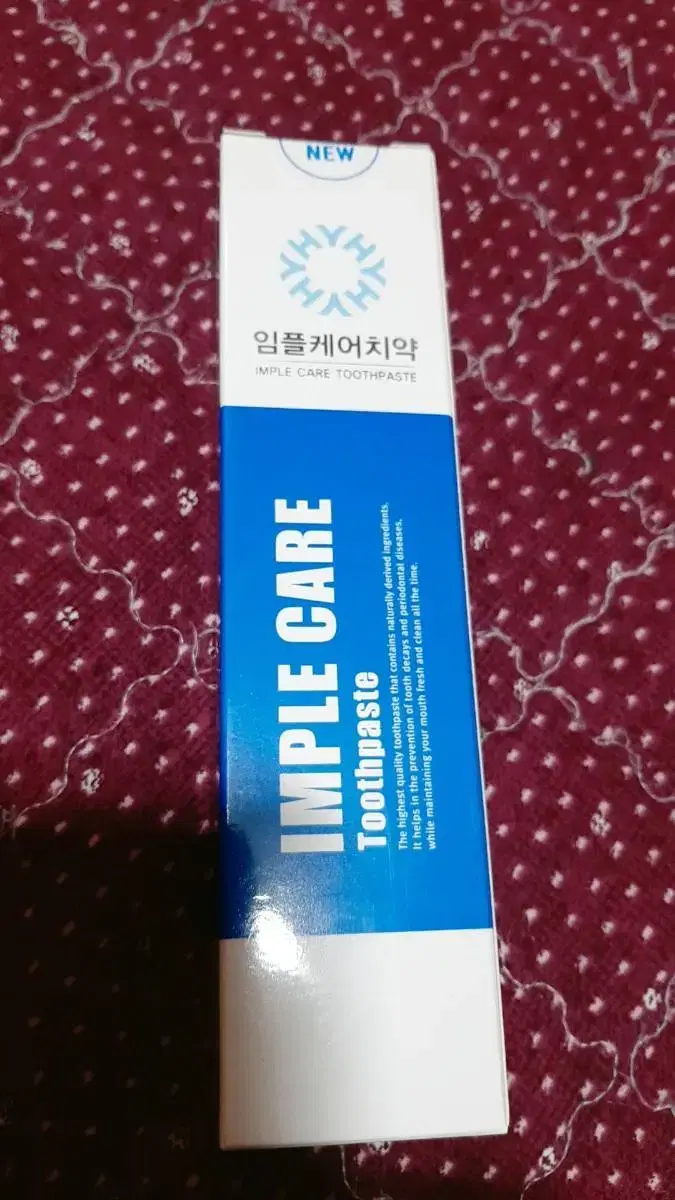 NEW
임플케어치약
IMPLE CARE TOOTHPASTE
IMPLE CARE
Toothpaste
The highest quality toothpaste that contains naturally derived ingredients.
It helps in the prevention of tooth decays and periodontal diseases,
while maintaining your mouth fresh and clean all the time.